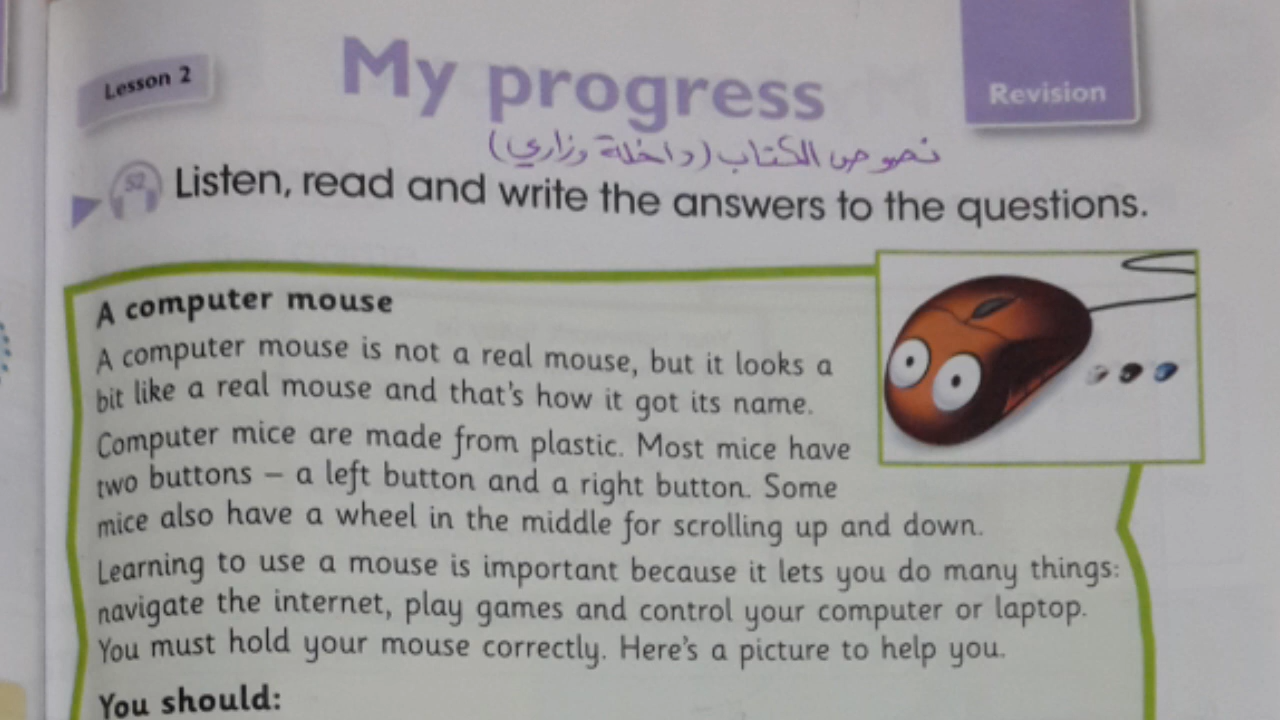 Lesson 2
My progress
Revision
نصوص الكتاب (داخلة وزاري)
52
Listen, read and write the answers to the questions.
A computer mouse
A computer mouse is not a real mouse, but it looks a
bit like a real mouse and that's how it got its name.
Computer mice are made from plastic. Most mice have
two buttons – a left button and a right button. Some
mice also have a wheel in the middle for scrolling up and down.
Learning to use a mouse is important because it lets you do many things:
navigate the internet, play games and control your computer or laptop.
You must hold your mouse correctly. Here's a picture to help you.
You should: